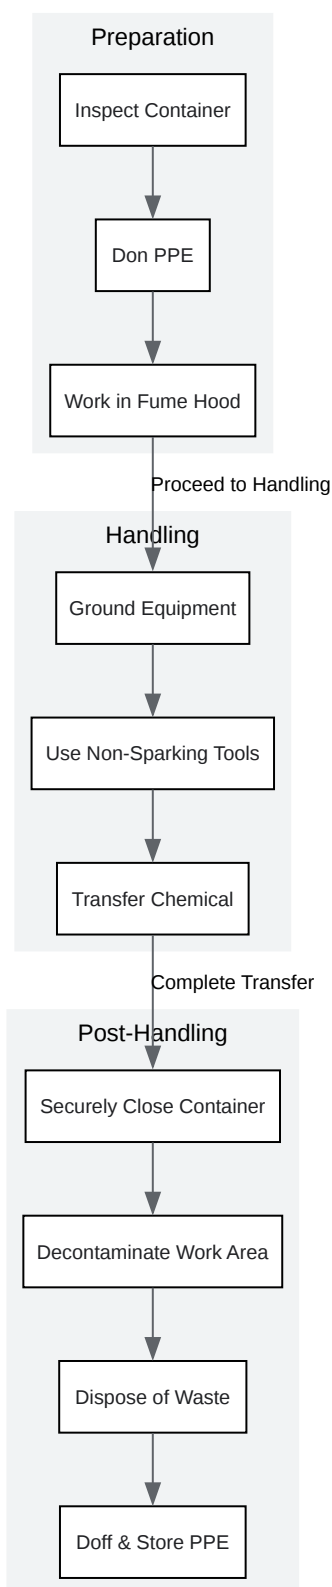 Preparation
Inspect Container
Don PPE
Work in Fume Hood
Proceed to Handling
Handling
Ground Equipment
Use Non-Sparking Tools
Transfer Chemical
Complete Transfer
Post-Handling
Securely Close Container
Decontaminate Work Area
Dispose of Waste
Doff & Store PPE